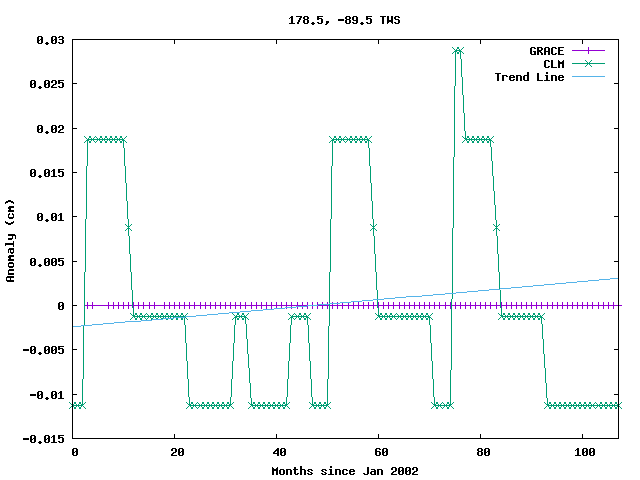 178.5, -89.5 TWS
GRACE
CLM
Trend Line
0.03
0.025
0.02
0.015
0.01
0.005
0
-0.005
-0.01
-0.015
Anomaly (cm)
0 20 40 60 80 100
Months since Jan 2002